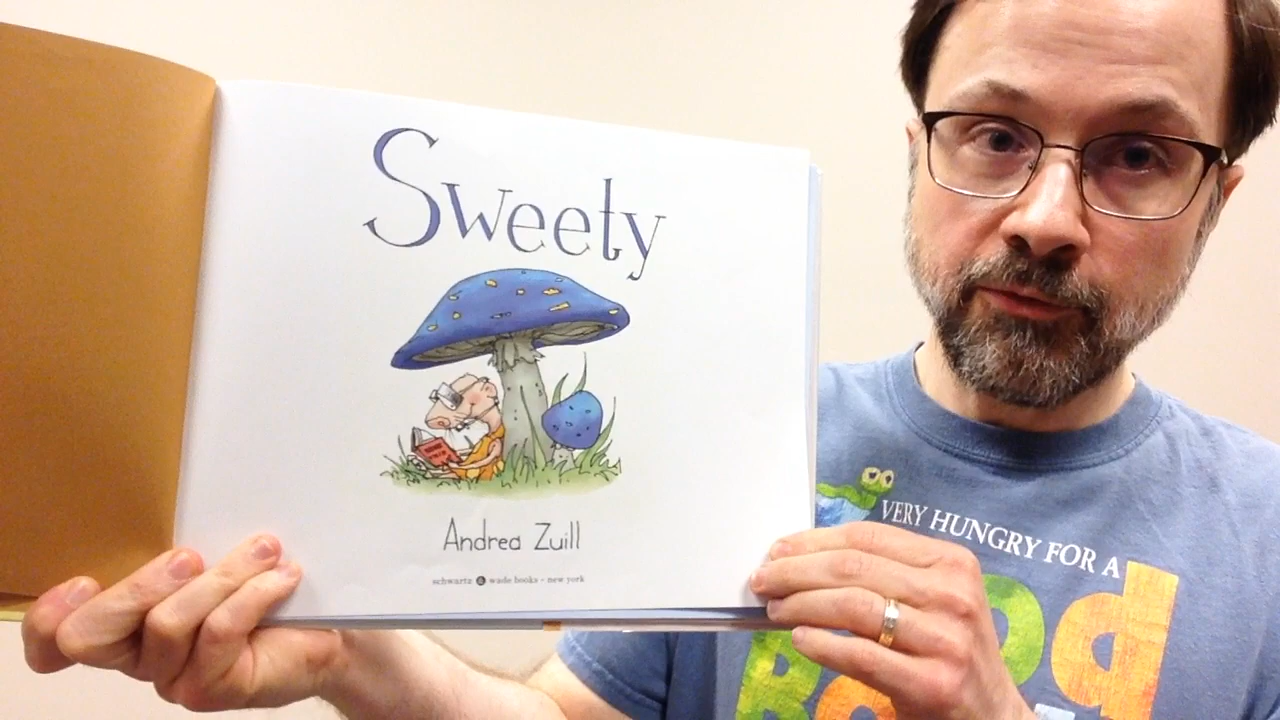 Sweety
Andrea Zuill
schwartz & wade books • new york
VERY HUNGRY FOR A